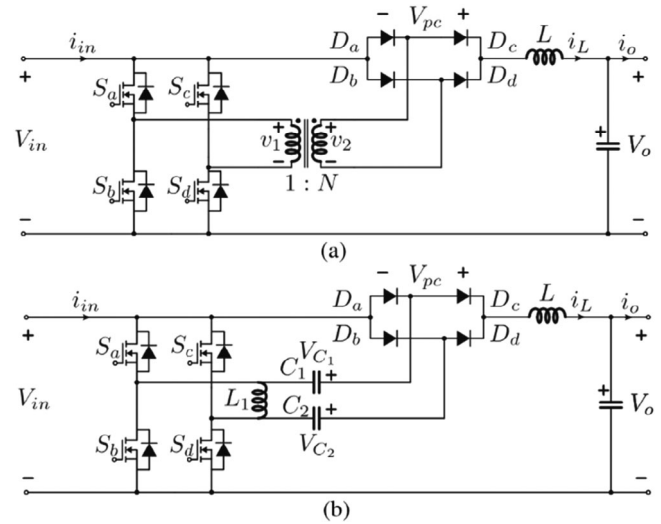 − V_pc +
D_a D_c L
i_in i_L i_o
+ D_b D_d +
S_a S_c
V_in + v_1 + v_2 + V_o
− −
S_b S_d 1 : N
− −
(a)
− V_pc +
D_a D_c L
i_in i_L i_o
+ D_b D_d +
S_a S_c V_C1
C_1 +
V_in L_1 + V_o
C_2 +
S_b S_d V_C2
− −
(b)